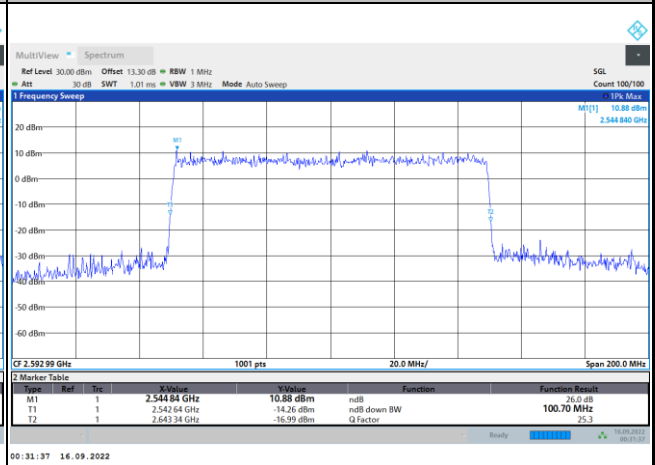 MultiView Spectrum
Ref Level 30.00 dBm Offset 13.30 dB RBW 1 MHz SGL
Att 30 dB SWT 1.01 ms VBW 3 MHz Mode Auto Sweep Count 100/100
1 Frequency Sweep 1Pk Max
M1[1] 10.88 dBm
2.544 840 GHz
20 dBm
M1
10 dBm
0 dBm
-10 dBm
T1 T2
-20 dBm
-30 dBm
-40 dBm
-50 dBm
-60 dBm
CF 2.592 99 GHz 1001 pts 20.0 MHz/ Span 200.0 MHz
2 Marker Table
Type Ref Trc X-Value Y-Value Function Function Result
M1 1 2.544 84 GHz 10.88 dBm ndB 26.0 dB
T1 1 2.542 64 GHz -14.26 dBm ndB down BW 100.70 MHz
T2 1 2.643 34 GHz -16.99 dBm Q Factor 25.3
Ready 16.09.2022
00:31:37
00:31:37 16.09.2022